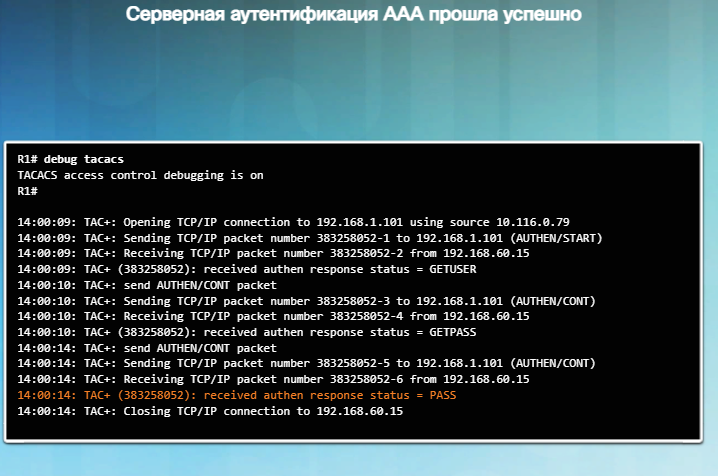 Серверная аутентификация AAA прошла успешно
R1# debug tacacs
TACACS access control debugging is on
R1#
14:00:09: TAC+: Opening TCP/IP connection to 192.168.1.101 using source 10.116.0.79
14:00:09: TAC+: Sending TCP/IP packet number 383258052-1 to 192.168.1.101 (AUTHEN/START)
14:00:09: TAC+: Receiving TCP/IP packet number 383258052-2 from 192.168.60.15
14:00:09: TAC+ (383258052): received authen response status = GETUSER
14:00:10: TAC+: send AUTHEN/CONT packet
14:00:10: TAC+: Sending TCP/IP packet number 383258052-3 to 192.168.1.101 (AUTHEN/CONT)
14:00:10: TAC+: Receiving TCP/IP packet number 383258052-4 from 192.168.60.15
14:00:10: TAC+ (383258052): received authen response status = GETPASS
14:00:14: TAC+: send AUTHEN/CONT packet
14:00:14: TAC+: Sending TCP/IP packet number 383258052-5 to 192.168.1.101 (AUTHEN/CONT)
14:00:14: TAC+: Receiving TCP/IP packet number 383258052-6 from 192.168.60.15
14:00:14: TAC+ (383258052): received authen response status = PASS
14:00:14: TAC+: Closing TCP/IP connection to 192.168.60.15